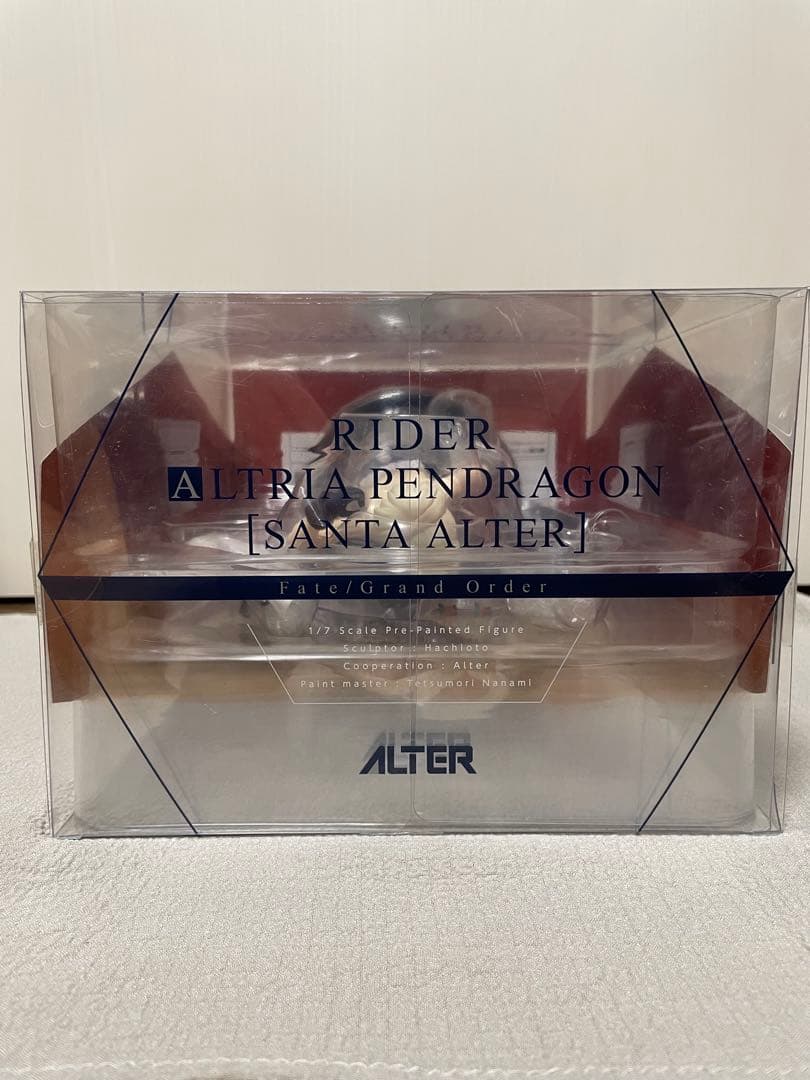 RIDER
ALTRIA PENDRAGON
[SANTA ALTER]
Fate/Grand Order
1/7 Scale Pre-Painted Figure
Sculptor : Hachioto
Cooperation : Alter
Paint master : Tetsumori Nanami
ALTER